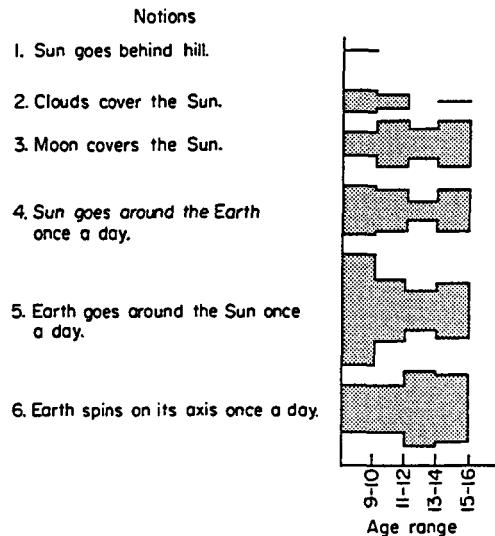 Notions
1. Sun goes behind hill.
2. Clouds cover the Sun.
3. Moon covers the Sun.
4. Sun goes around the Earth
once a day.
5. Earth goes around the Sun once
a day.
6. Earth spins on its axis once a day.
9-10
11-12
13-14
15-16
Age range